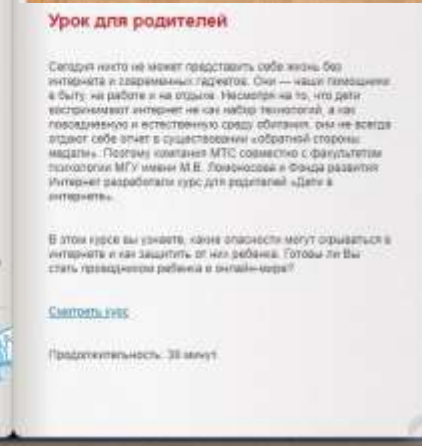 Урок для родителей
Сегодня никто не может представить себе жизнь без
интернета и современных гаджетов. Они — наши помощники
в быту, на работе и на отдыхе. Несмотря на то, что дети
воспринимают интернет не как набор технологий, а как
повседневную и естественную среду обитания, они не всегда
отдают себе отчет в существовании «обратной стороны
медали». Поэтому компания МТС совместно с факультетом
психологии МГУ имени М.В. Ломоносова и Фонда развития
Интернет разработали курс для родителей «Дети в
интернете».
В этом курсе вы узнаете, какие опасности могут скрываться в
интернете и как защитить от них ребенка. Готовы ли Вы
стать проводником ребенка в онлайн-мире?
Смотреть курс
Продолжительность: 30 минут